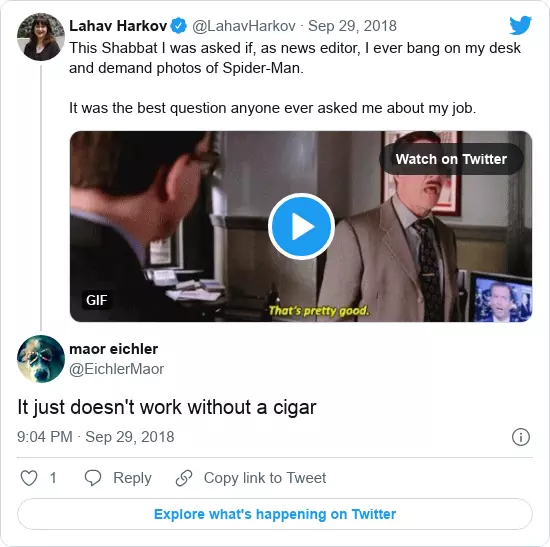 Lahav Harkov @LahavHarkov · Sep 29, 2018
This Shabbat I was asked if, as news editor, I ever bang on my desk
and demand photos of Spider-Man.
It was the best question anyone ever asked me about my job.
Watch on Twitter
GIF
That's pretty good.
maor eichler
@EichlerMaor
It just doesn't work without a cigar
9:04 PM · Sep 29, 2018
1 Reply Copy link to Tweet
Explore what's happening on Twitter